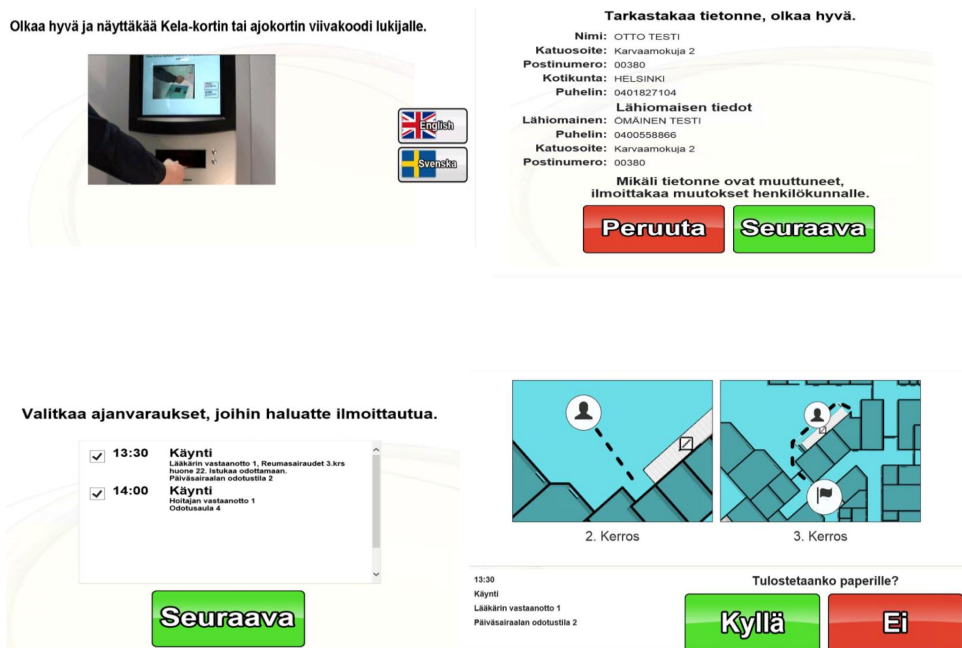 Olkaa hyvä ja näyttäkää Kela-kortin tai ajokortin viivakoodi lukijalle.
English
Svenska
Tarkastakaa tietonne, olkaa hyvä.
Nimi: OTTO TESTI
Katuosoite: Karvaamokuja 2
Postinumero: 00380
Kotikunta: HELSINKI
Puhelin: 0401827104
Lähiomaisen tiedot
Lähiomainen: ÖMÄINEN TESTI
Puhelin: 0400558866
Katuosoite: Karvaamokuja 2
Postinumero: 00380
Mikäli tietonne ovat muuttuneet,
ilmoittakaa muutokset henkilökunnalle.
Peruuta
Seuraava
Valitkaa ajanvaraukset, joihin haluatte ilmoittautua.
13:30 Käynti
Lääkärin vastaanotto 1, Reumasairaudet 3.krs
huone 22. Istukaa odottamaan.
Päiväsairaalan odotustila 2
14:00 Käynti
Hoitajan vastaanotto 1
Odotusaula 4
Seuraava
2. Kerros
3. Kerros
13:30
Käynti
Lääkärin vastaanotto 1
Päiväsairaalan odotustila 2
Tulostetaanko paperille?
Kyllä
Ei